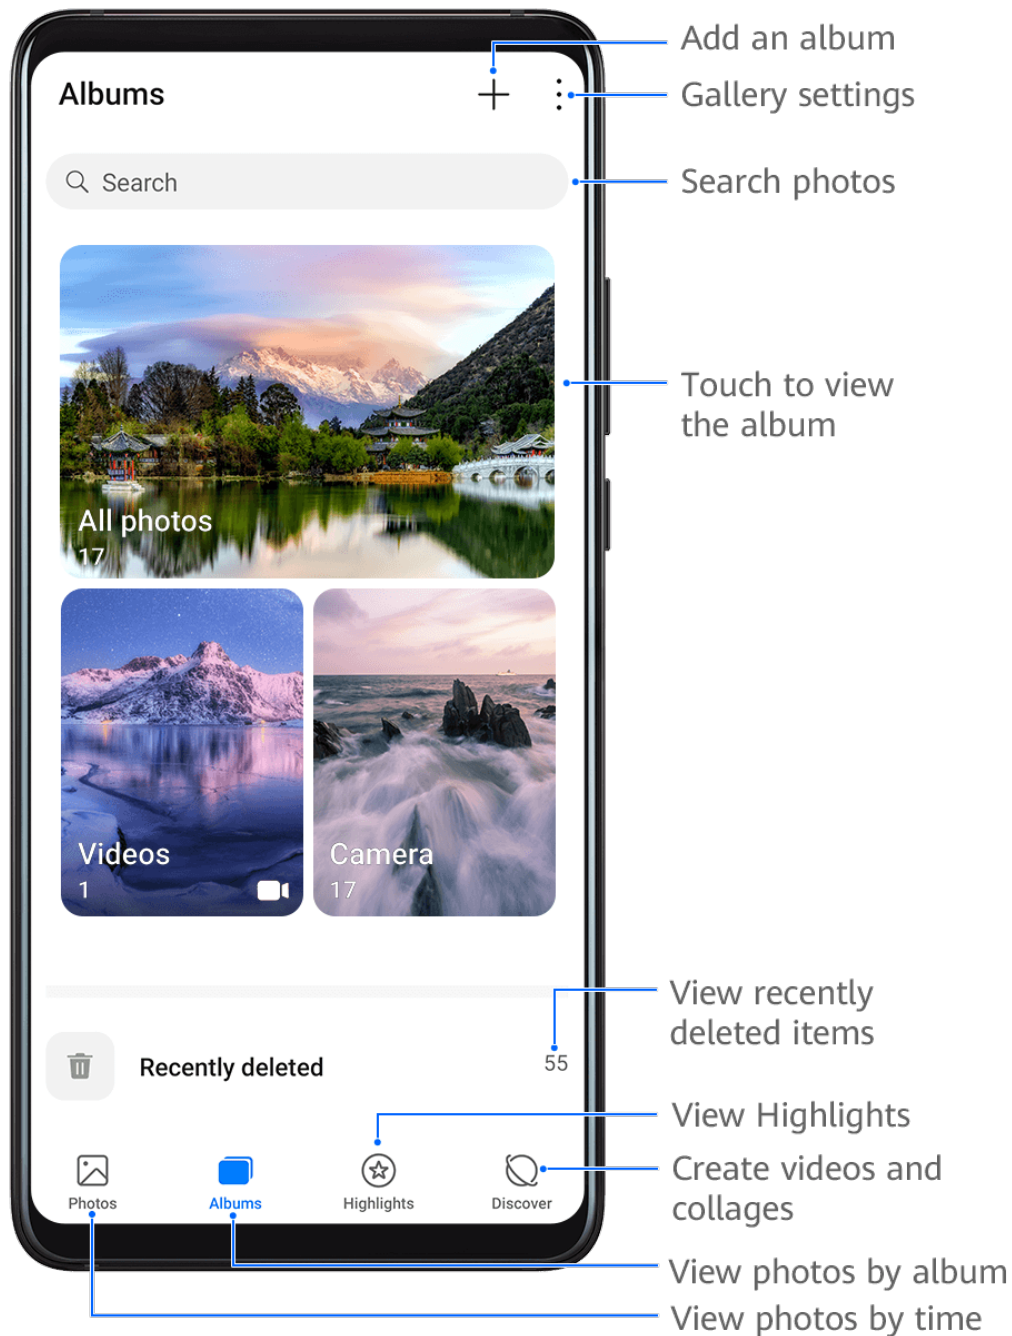 Add an album
Albums
Gallery settings
Search
Search photos
Touch to view
the album
All photos
17
Videos
1
Camera
17
View recently
deleted items
Recently deleted
55
View Highlights
Create videos and
collages
Photos
Albums
Highlights
Discover
View photos by album
View photos by time